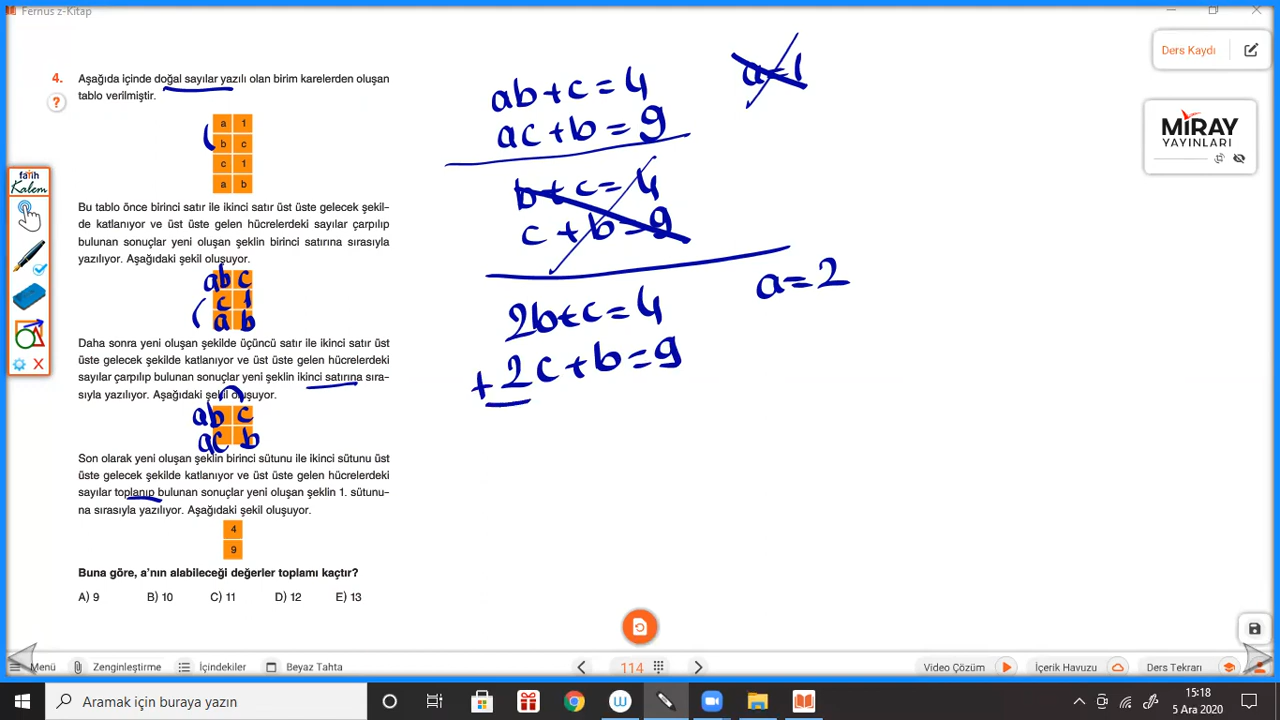 Fernus z-Kitap
4. Aşağıda içinde doğal sayılar yazılı olan birim karelerden oluşan
tablo verilmiştir.
?
a 1
b c
c 1
a b
Bu tablo önce birinci satır ile ikinci satır üst üste gelecek şekil-
de katlanıyor ve üst üste gelen hücrelerdeki sayılar çarpılıp
bulunan sonuçlar yeni oluşan şeklin birinci satırına sırasıyla
yazılıyor. Aşağıdaki şekil oluşuyor.
ab c
c 1
a b
Daha sonra yeni oluşan şekilde üçüncü satır ile ikinci satır üst
üste gelecek şekilde katlanıyor ve üst üste gelen hücrelerdeki
sayılar çarpılıp bulunan sonuçlar yeni şeklin ikinci satırına sıra-
sıyla yazılıyor. Aşağıdaki şekil oluşuyor.
ab c
ac b
Son olarak yeni oluşan şeklin birinci sütunu ile ikinci sütunu üst
üste gelecek şekilde katlanıyor ve üst üste gelen hücrelerdeki
sayılar toplanıp bulunan sonuçlar yeni oluşan şeklin 1. sütunu-
na sırasıyla yazılıyor. Aşağıdaki şekil oluşuyor.
4
9
Buna göre, a'nın alabileceği değerler toplamı kaçtır?
A) 9 B) 10 C) 11 D) 12 E) 13
ab+c=4
ac+b=9
a=1
b+c=4
c+b=9
a=2
2b+c=4
+2c+b=9
fatih
Kalem
Ders Kaydı
MİRAY
YAYINLARI
Menü Zenginleştirme İçindekiler Beyaz Tahta 114 Video Çözüm İçerik Havuzu Ders Tekrarı
Aramak için buraya yazın
15:18
5 Ara 2020